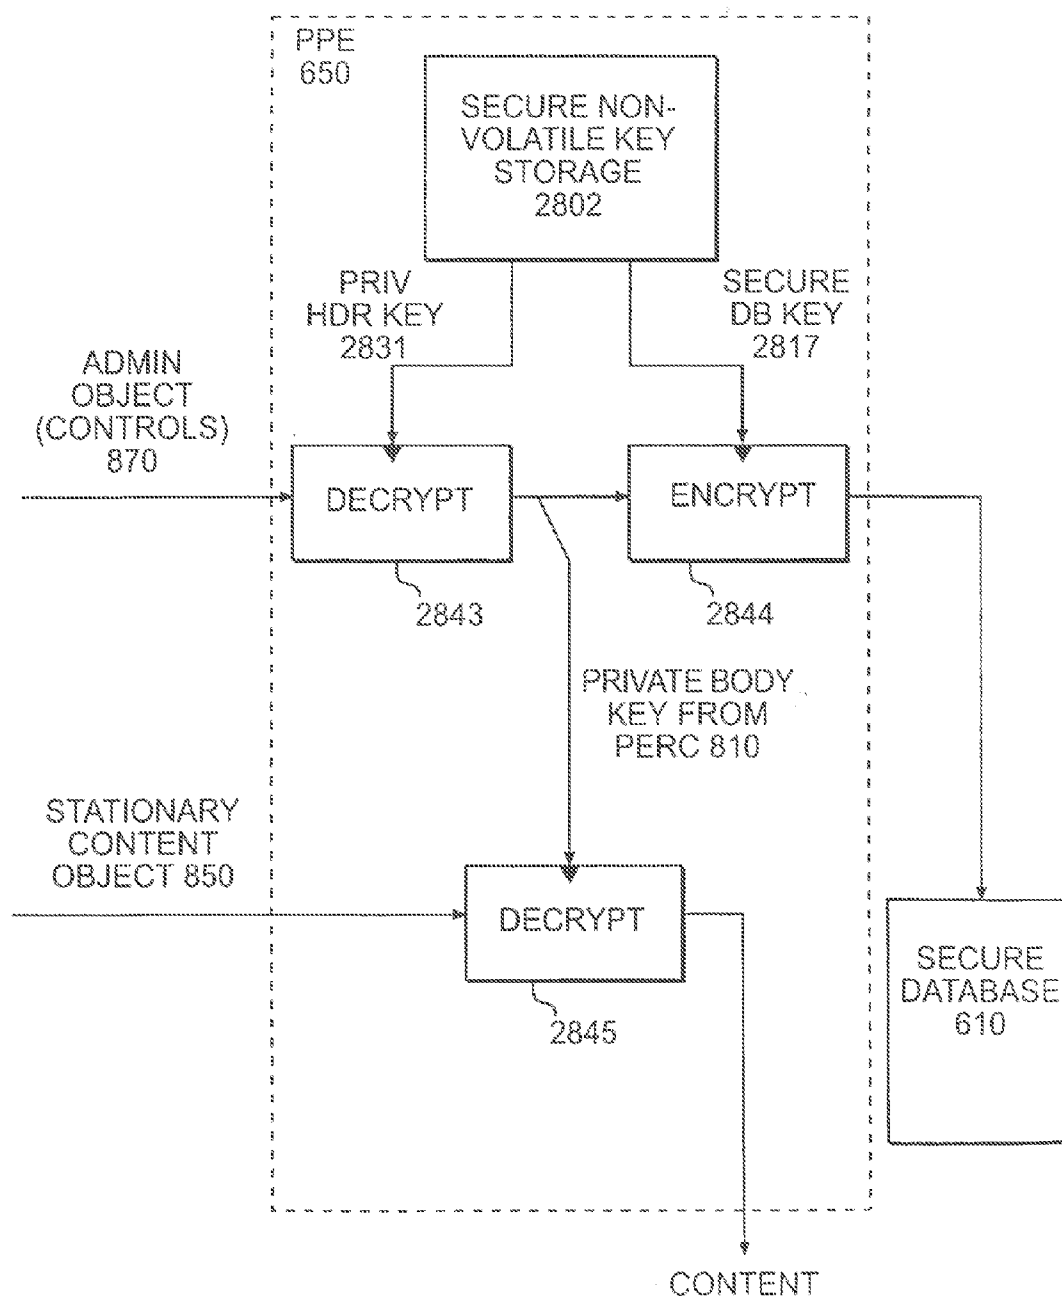 PPE
650
SECURE NON-
VOLATILE KEY
STORAGE
2802
PRIV
HDR KEY
2831
SECURE
DB KEY
2817
ADMIN
OBJECT
(CONTROLS)
870
DECRYPT
ENCRYPT
2843
2844
PRIVATE BODY
KEY FROM
PERC 810
STATIONARY
CONTENT
OBJECT 850
DECRYPT
2845
SECURE
DATABASE
610
CONTENT